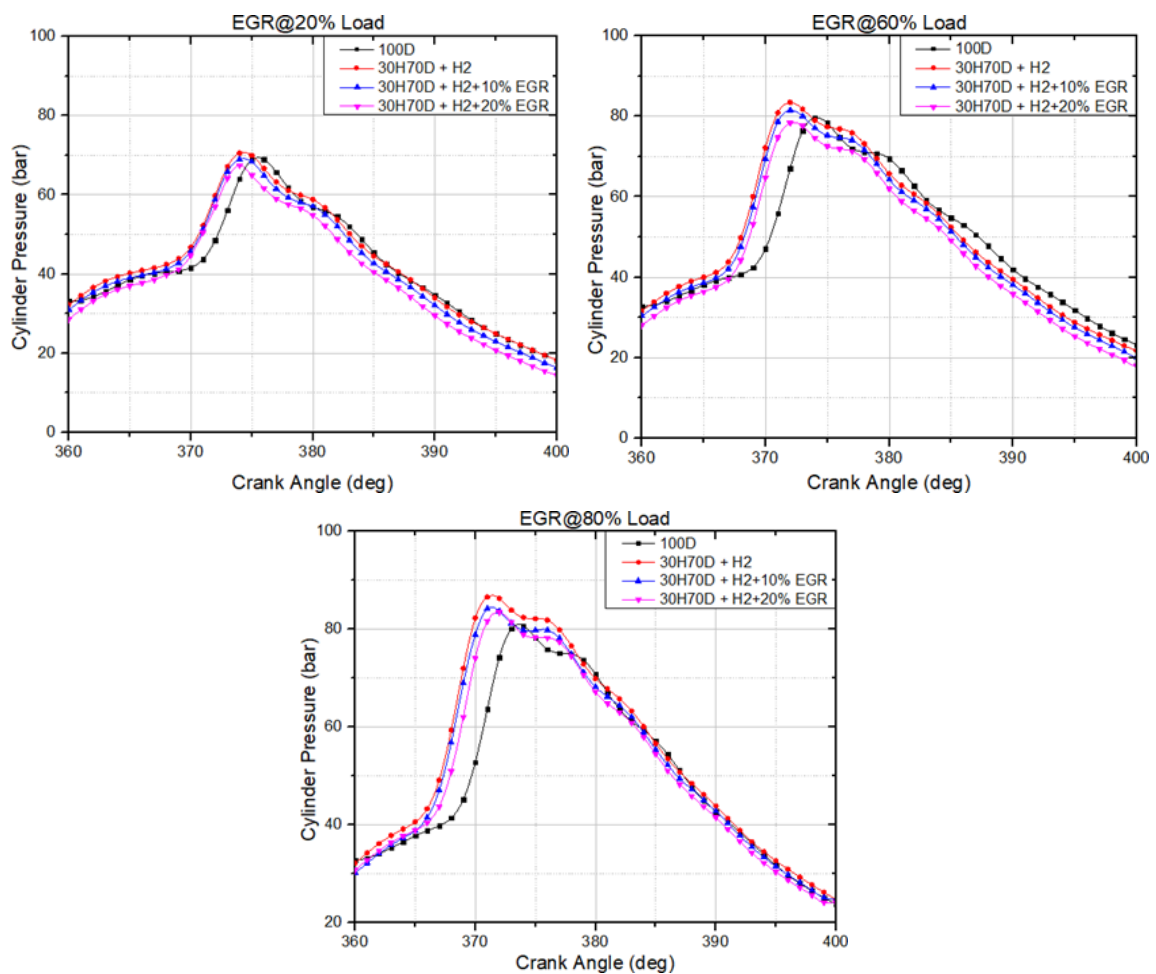 EGR@20% Load
100
80
60
40
20
0
Cylinder Pressure (bar)
100D
30H70D + H2
30H70D + H2+10% EGR
30H70D + H2+20% EGR
360
370
380
390
400
Crank Angle (deg)
EGR@60% Load
100
80
60
40
20
0
Cylinder Pressure (bar)
100D
30H70D + H2
30H70D + H2+10% EGR
30H70D + H2+20% EGR
360
370
380
390
400
Crank Angle (deg)
EGR@80% Load
100
80
60
40
20
Cylinder Pressure (bar)
100D
30H70D + H2
30H70D + H2+10% EGR
30H70D + H2+20% EGR
360
370
380
390
400
Crank Angle (deg)